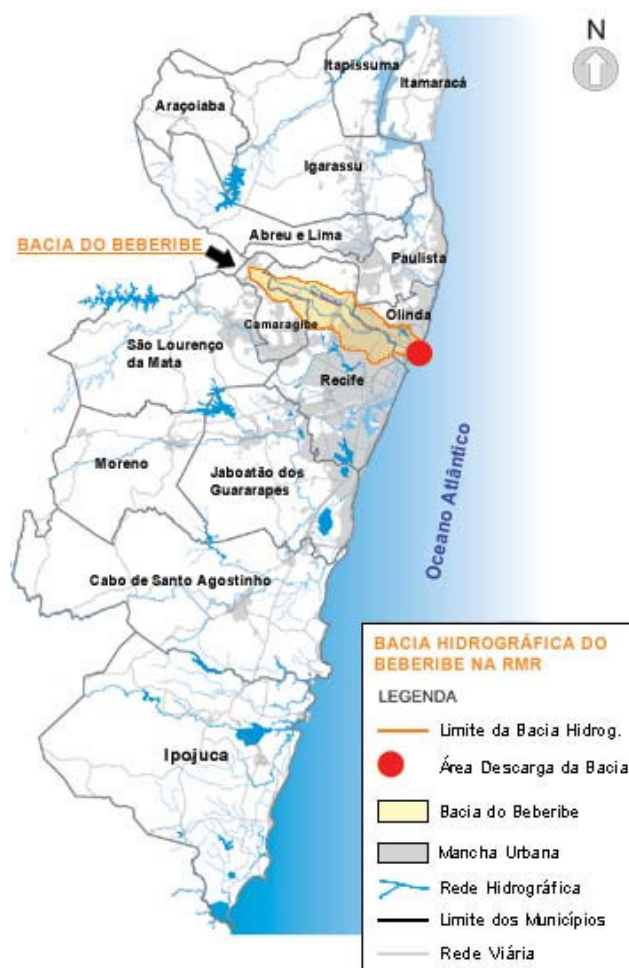 N
Itapissuma
Itamaracá
Araçoiaba
Igarassu
Abreu e Lima
BACIA DO BEBERIBE
Paulista
Olinda
Camaragibe
São Lourenço
da Mata
Recife
Moreno
Jaboatão dos
Guararapes
Oceano Atlântico
Cabo de Santo Agostinho
Ipojuca
BACIA HIDROGRÁFICA DO
BEBERIBE NA RMR
LEGENDA
Limite da Bacia Hidrog.
Área Descarga da Bacia
Bacia do Beberibe
Mancha Urbana
Rede Hidrográfica
Limite dos Municípios
Rede Viária